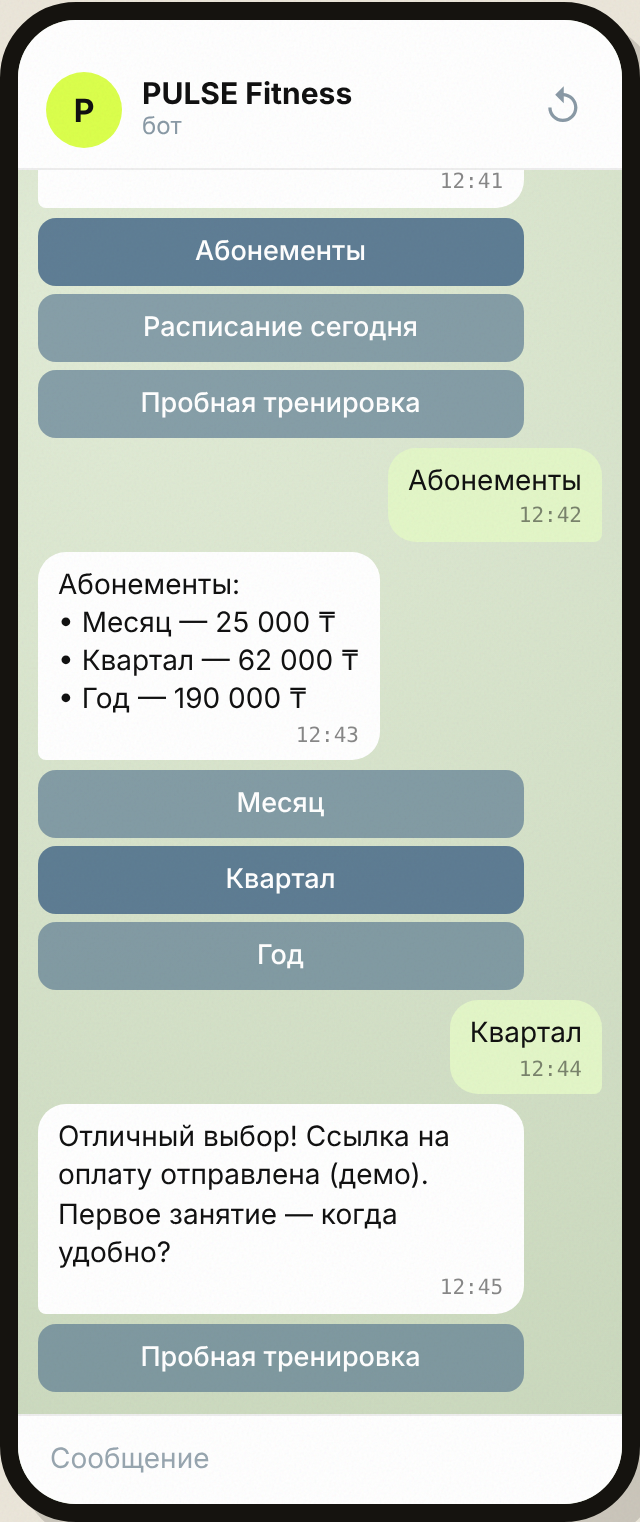 P
PULSE Fitness
бот
12:41
Абонементы
Расписание сегодня
Пробная тренировка
Абонементы
12:42
Абонементы:
• Месяц — 25 000 ₸
• Квартал — 62 000 ₸
• Год — 190 000 ₸
12:43
Месяц
Квартал
Год
Квартал
12:44
Отличный выбор! Ссылка на
оплату отправлена (демо).
Первое занятие — когда
удобно?
12:45
Пробная тренировка
Сообщение